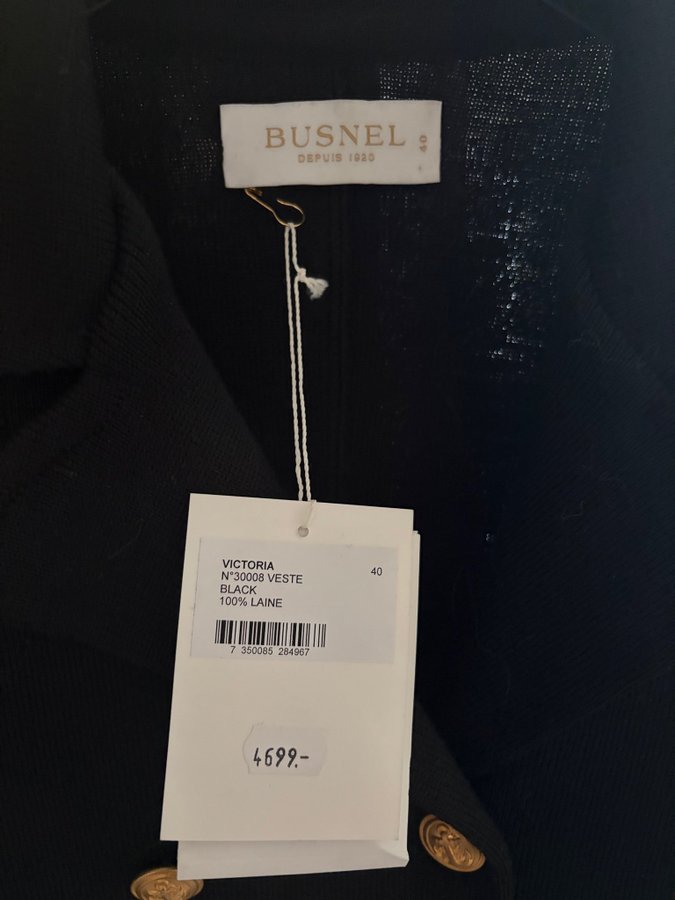 BUSNEL
DEPUIS 1920
40
VICTORIA
40
N°30008 VESTE
BLACK
100% LAINE
7 350085 284967
4699.-